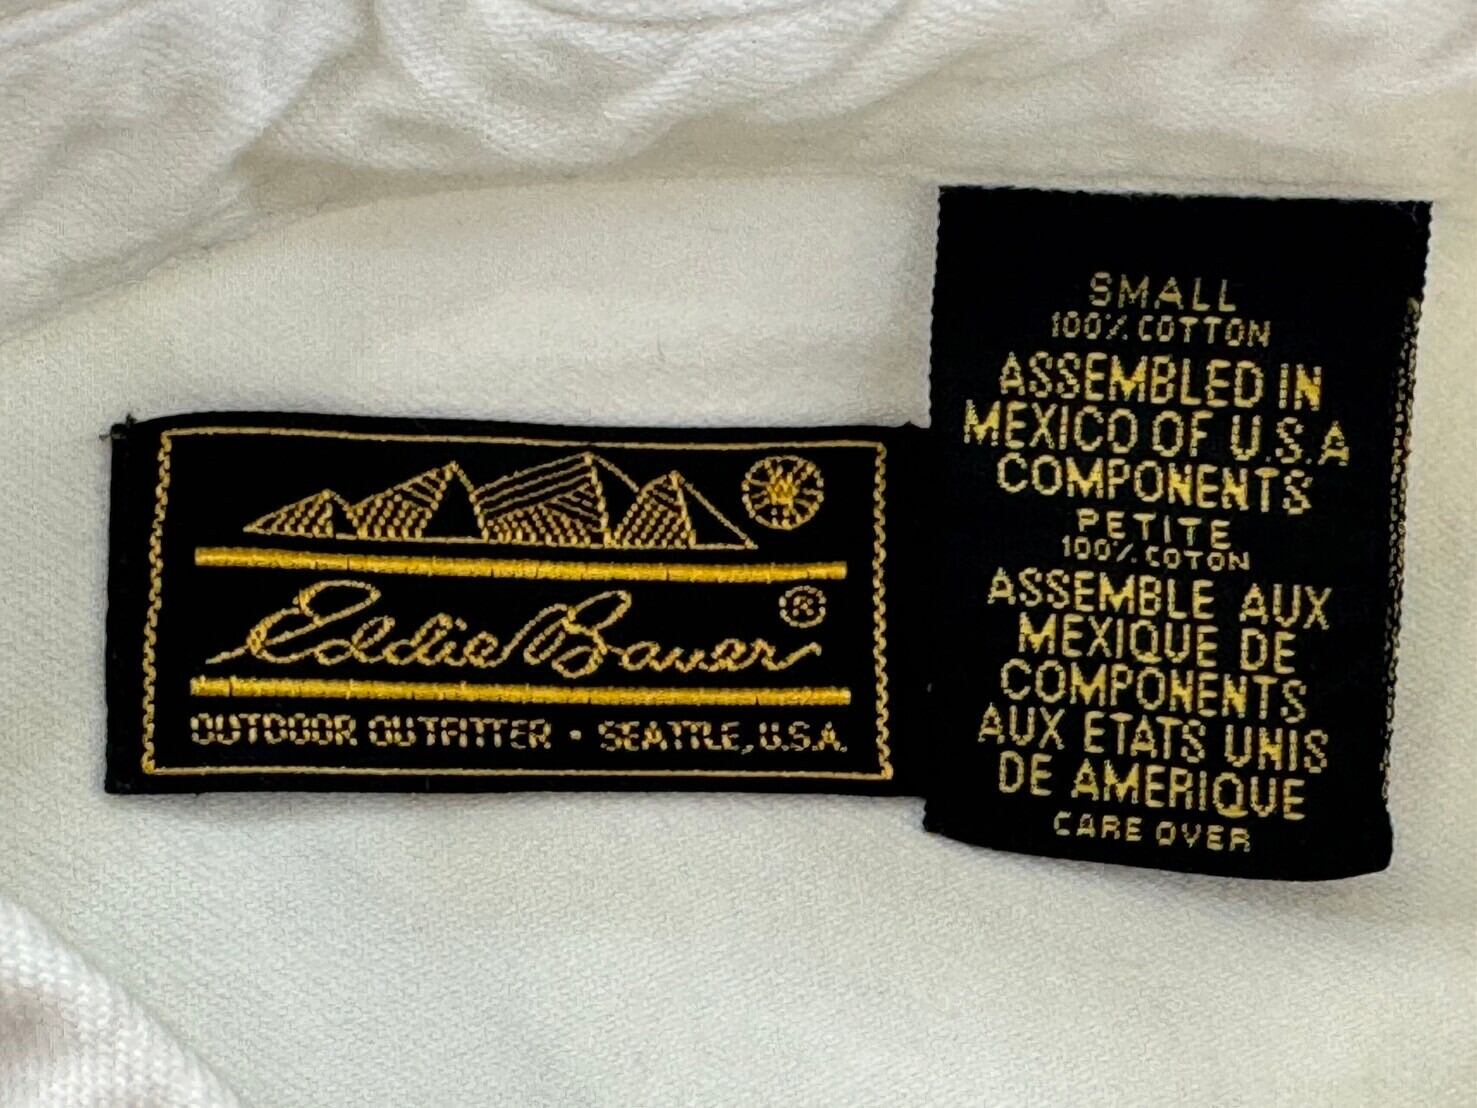 Eddie Bauer ®
OUTDOOR OUTFITTER • SEATTLE, U.S.A.
SMALL
100% COTTON
ASSEMBLED IN
MEXICO OF U.S.A
COMPONENTS
PETITE
100% COTON
ASSEMBLE AUX
MEXIQUE DE
COMPONENTS
AUX ETATS UNIS
DE AMERIQUE
CARE OVER